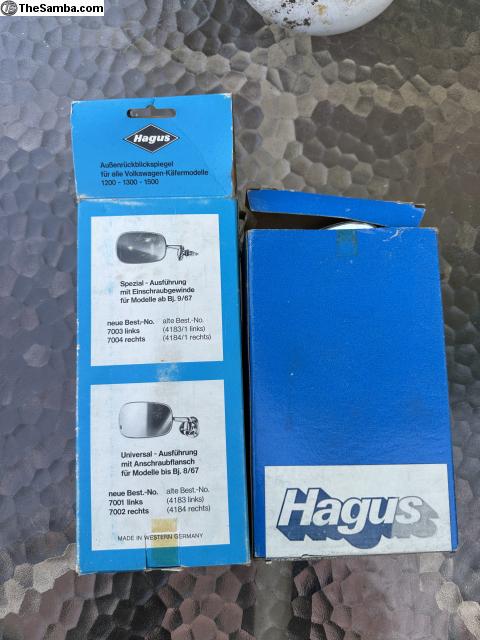 TheSamba.com
Hagus
Außenrückblickspiegel
für alle Volkswagen-Käfermodelle
1200 - 1300 - 1500
Spezial - Ausführung
mit Einschraubgewinde
für Modelle ab Bj. 9/67
neue Best.-No. alte Best.-No.
7003 links (4183/1 links)
7004 rechts (4184/1 rechts)
Universal - Ausführung
mit Anschraubflansch
für Modelle bis Bj. 8/67
neue Best.-No. alte Best.-No.
7001 links (4183 links)
7002 rechts (4184 rechts)
MADE IN WESTERN GERMANY
Hagus